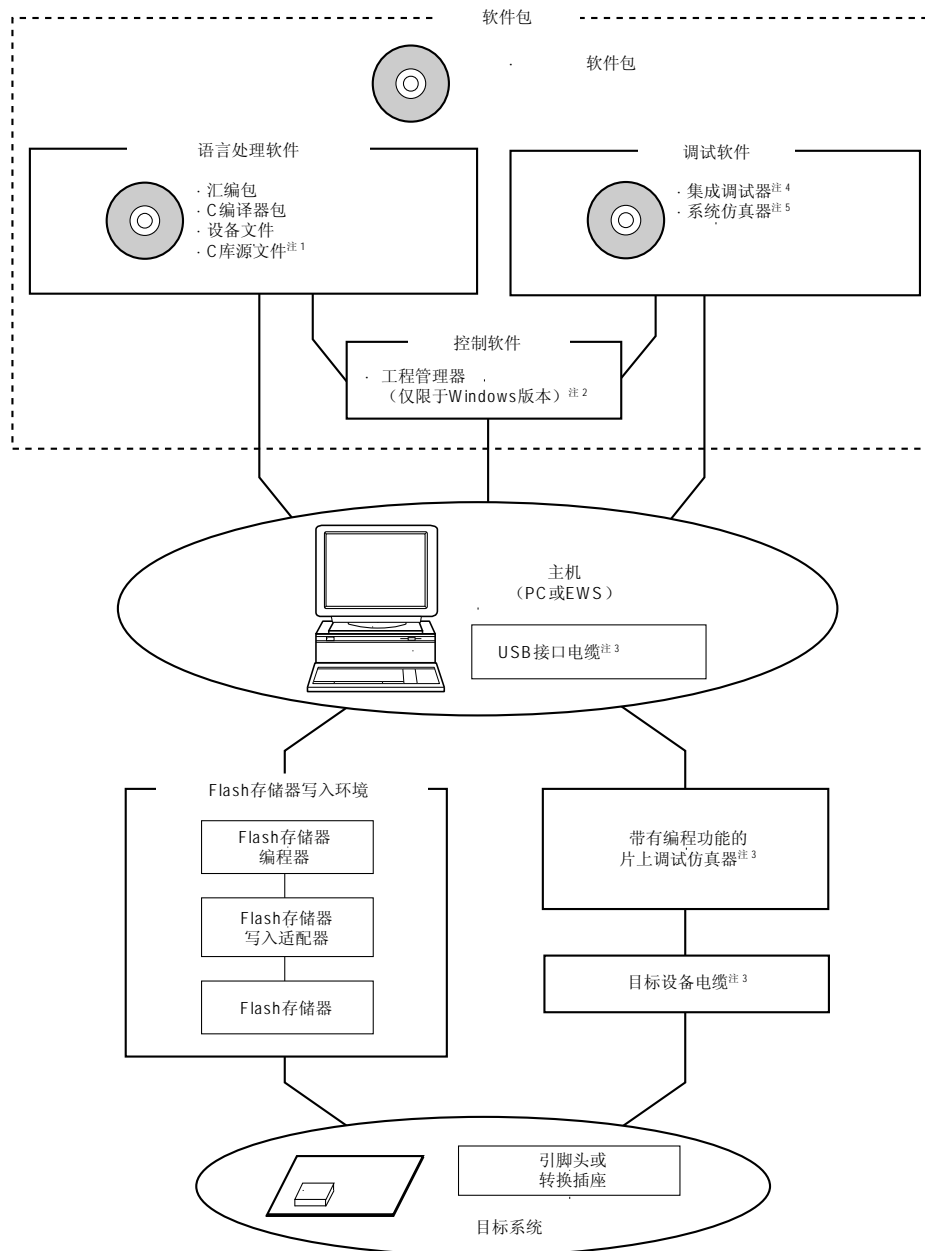 软件包
· 软件包
语言处理软件
· 汇编包
· C编译器包
· 设备文件
· C库源文件注1
调试软件
· 集成调试器注4
· 系统仿真器注5
控制软件
· 工程管理器
（仅限于Windows版本）注2
主机
（PC或EWS）
USB接口电缆注3
Flash存储器写入环境
Flash存储器
编程器
Flash存储器
写入适配器
Flash存储器
带有编程功能的
片上调试仿真器注3
目标设备电缆注3
引脚头或
转换插座
目标系统